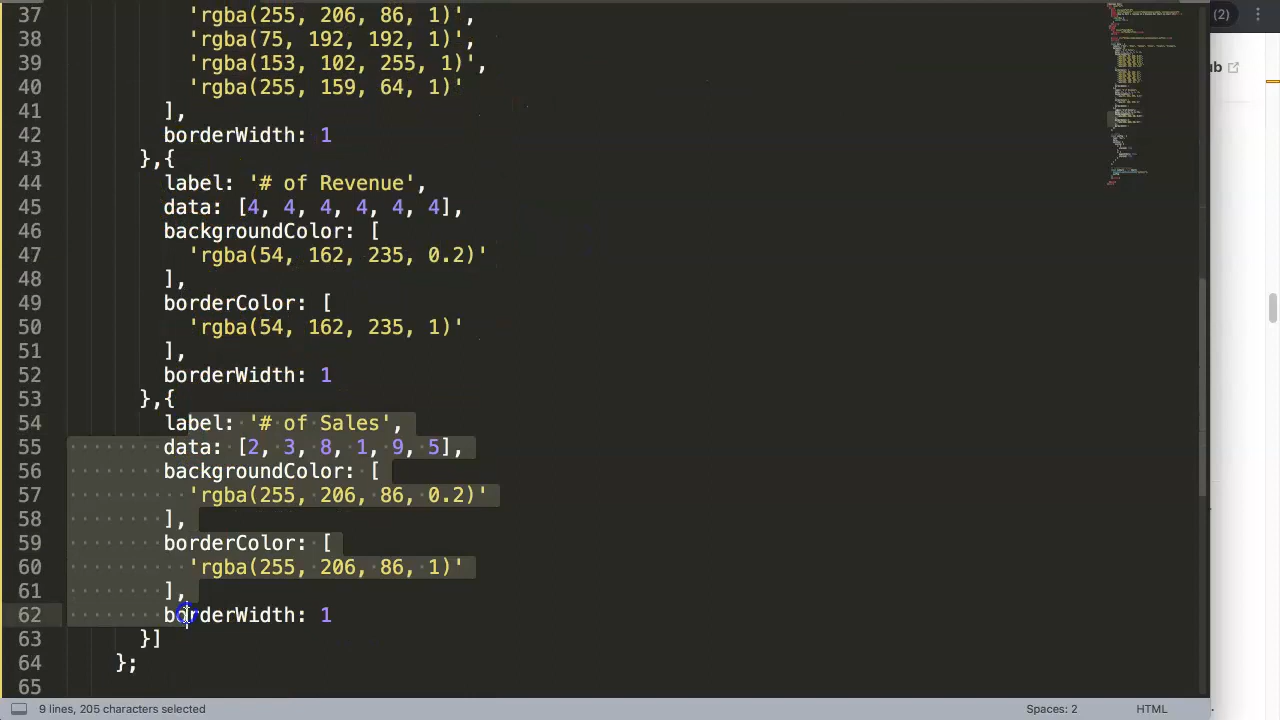 37 'rgba(255, 206, 86, 1)',
38 'rgba(75, 192, 192, 1)',
39 'rgba(153, 102, 255, 1)',
40 'rgba(255, 159, 64, 1)'
41 ],
42 borderWidth: 1
43 },{
44 label: '# of Revenue',
45 data: [4, 4, 4, 4, 4, 4],
46 backgroundColor: [
47 'rgba(54, 162, 235, 0.2)'
48 ],
49 borderColor: [
50 'rgba(54, 162, 235, 1)'
51 ],
52 borderWidth: 1
53 },{
54 label: '# of Sales',
55 data: [2, 3, 8, 1, 9, 5],
56 backgroundColor: [
57 'rgba(255, 206, 86, 0.2)'
58 ],
59 borderColor: [
60 'rgba(255, 206, 86, 1)'
61 ],
62 borderWidth: 1
63 }]
64 };
65
(2)
ub
9 lines, 205 characters selected
Spaces: 2
HTML